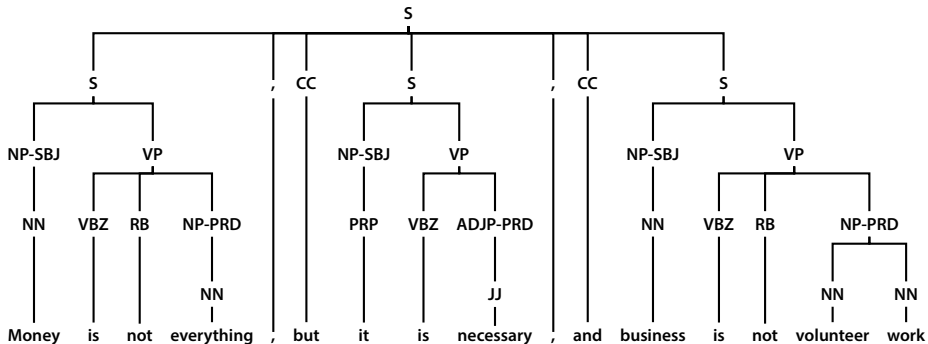 S
S , CC S , CC S
NP-SBJ VP NP-SBJ VP NP-SBJ VP
NN VBZ RB NP-PRD PRP VBZ ADJP-PRD NN VBZ RB NP-PRD
NN JJ NN NN
Money is not everything , but it is necessary , and business is not volunteer work